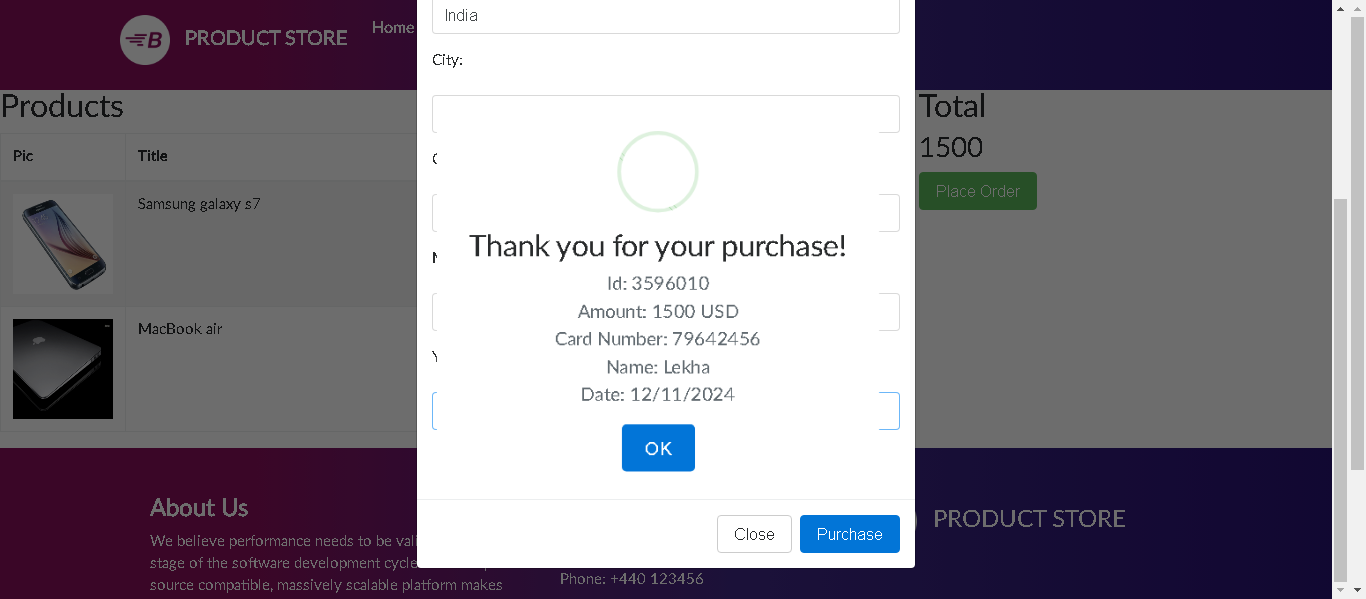 PRODUCT STORE
Home
India
City:
Products
Total
1500
Place Order
Pic
Title
Samsung galaxy s7
MacBook air
Thank you for your purchase!
Id: 3596010
Amount: 1500 USD
Card Number: 79642456
Name: Lekha
Date: 12/11/2024
OK
Close
Purchase
About Us
We believe performance needs to be
stage of the software development cycle
source compatible, massively scalable platform makes
PRODUCT STORE
Phone: +440 123456